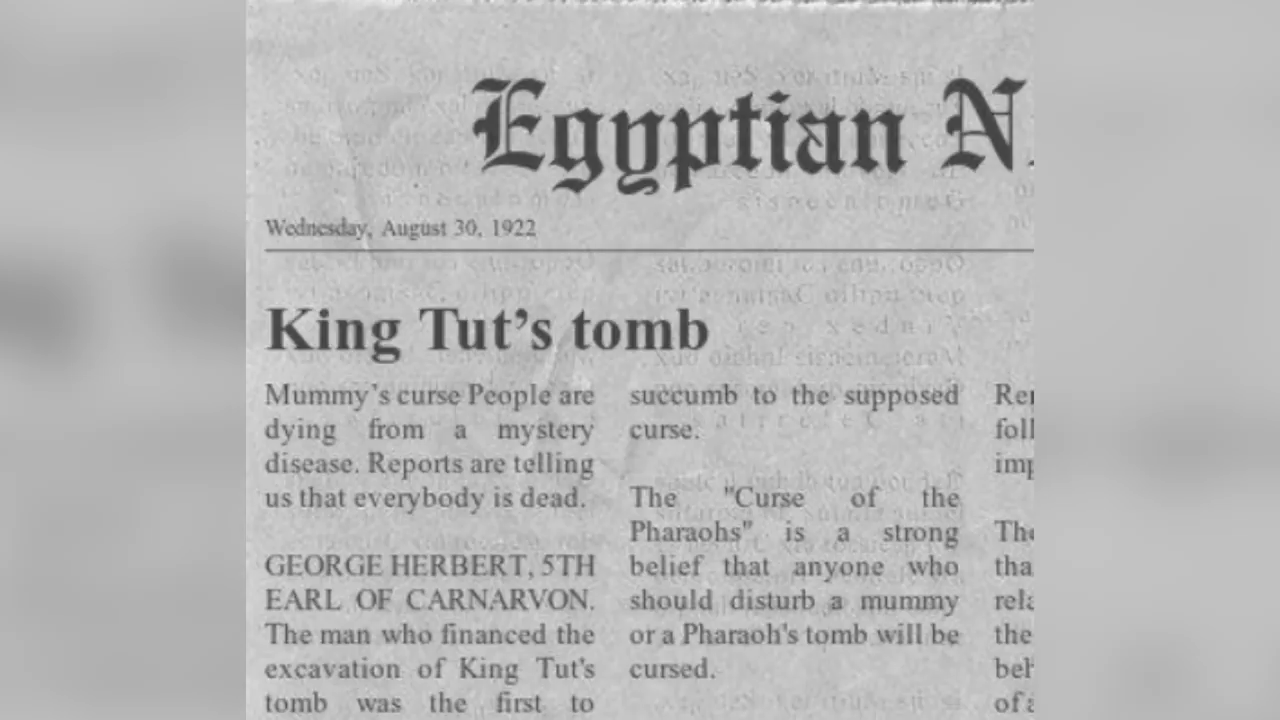 Egyptian N
Wednesday, August 30, 1922
King Tut’s tomb
Mummy’s curse People are
dying from a mystery
disease. Reports are telling
us that everybody is dead.
GEORGE HERBERT, 5TH
EARL OF CARNARVON.
The man who financed the
excavation of King Tut's
tomb was the first to
succumb to the supposed
curse.
The "Curse of the
Pharaohs" is a strong
belief that anyone who
should disturb a mummy
or a Pharaoh's tomb will be
cursed.